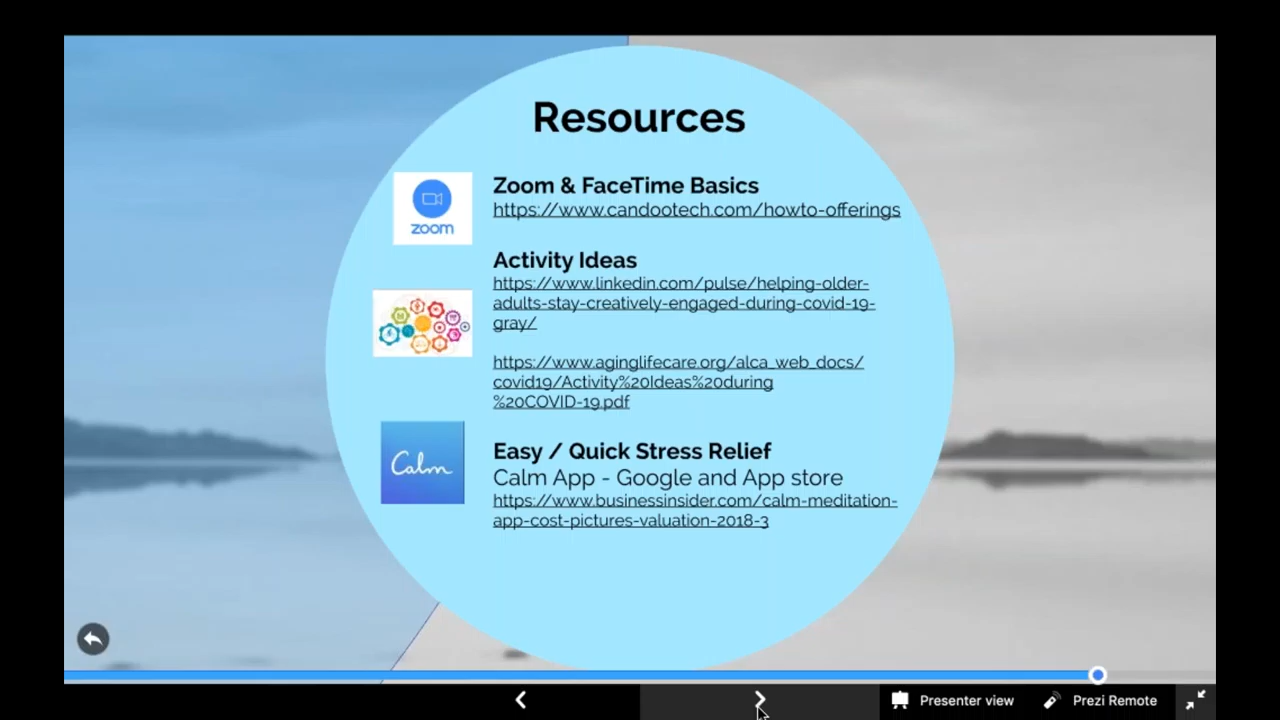 Resources
zoom
Zoom & FaceTime Basics
https://www.candootech.com/howto-offerings
Activity Ideas
https://www.linkedin.com/pulse/helping-older-
adults-stay-creatively-engaged-during-covid-19-
gray/
https://www.aginglifecare.org/alca_web_docs/
covid19/Activity%20Ideas%20during
%20COVID-19.pdf
Calm
Easy / Quick Stress Relief
Calm App - Google and App store
https://www.businessinsider.com/calm-meditation-
app-cost-pictures-valuation-2018-3
Presenter view
Prezi Remote